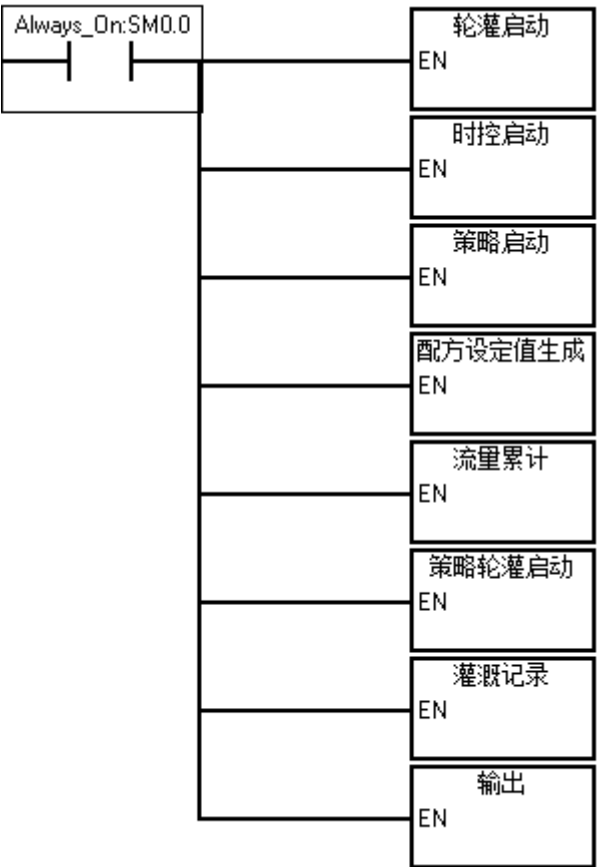 Always_On:SM0.0
轮灌启动
EN
时控启动
EN
策略启动
EN
配方设定值生成
EN
流量累计
EN
策略轮灌启动
EN
灌溉记录
EN
输出
EN